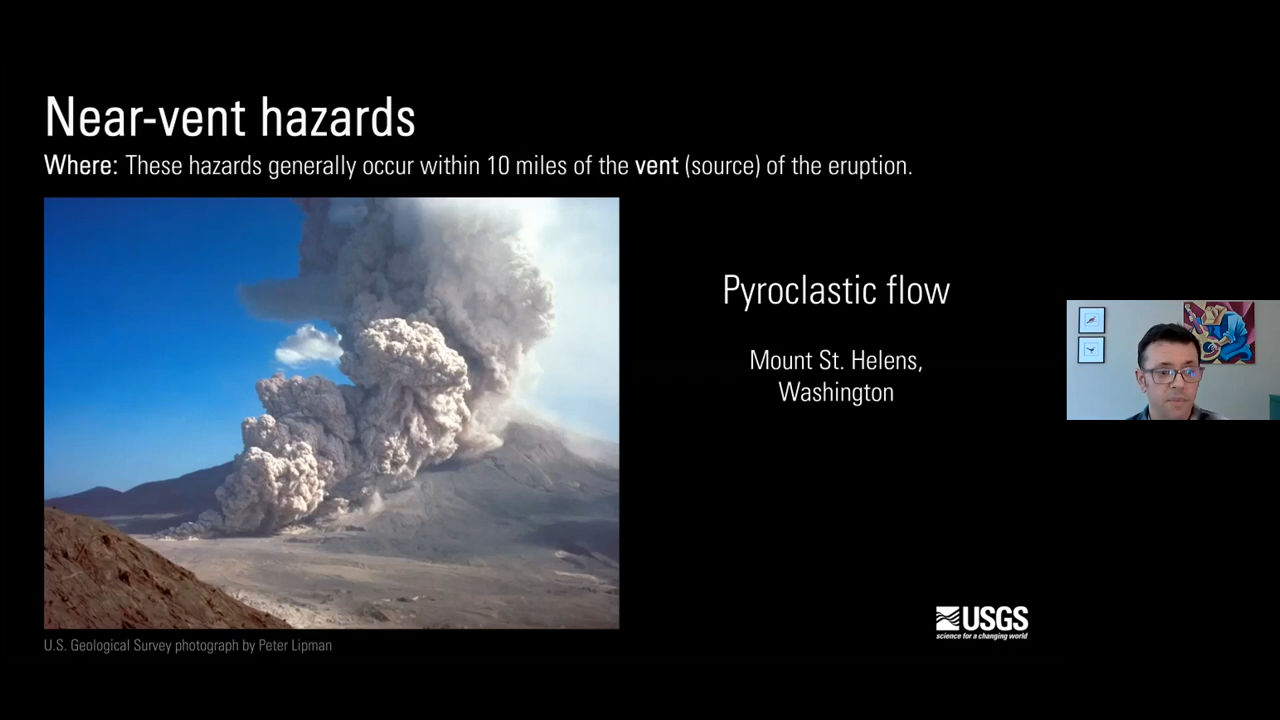 Near-vent hazards
Where: These hazards generally occur within 10 miles of the vent (source) of the eruption.
Pyroclastic flow
Mount St. Helens,
Washington
USGS
science for a changing world
U.S. Geological Survey photograph by Peter Lipman